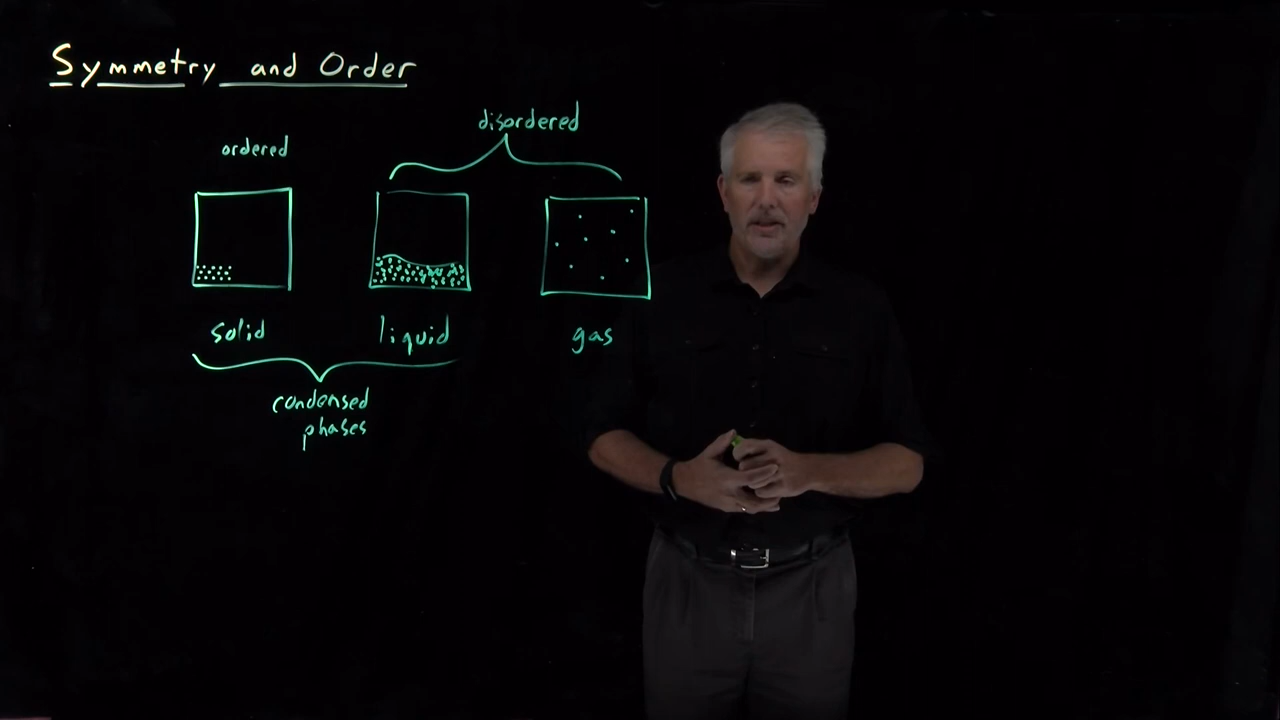 Symmetry and Order
disordered
ordered
solid
liquid
gas
condensed
phases